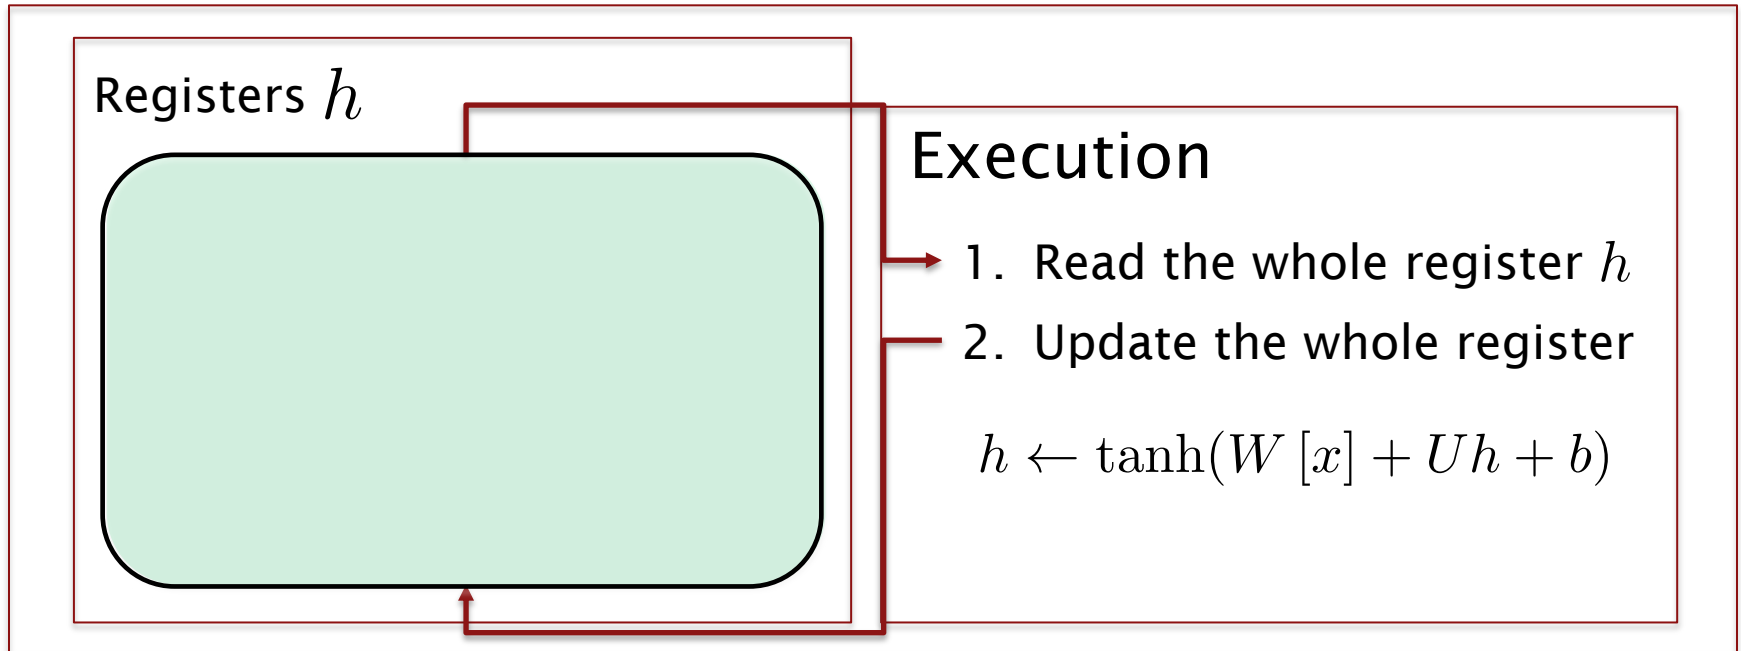 Registers h
Execution
1. Read the whole register h
2. Update the whole register
h ← tanh(W [x] + Uh + b)